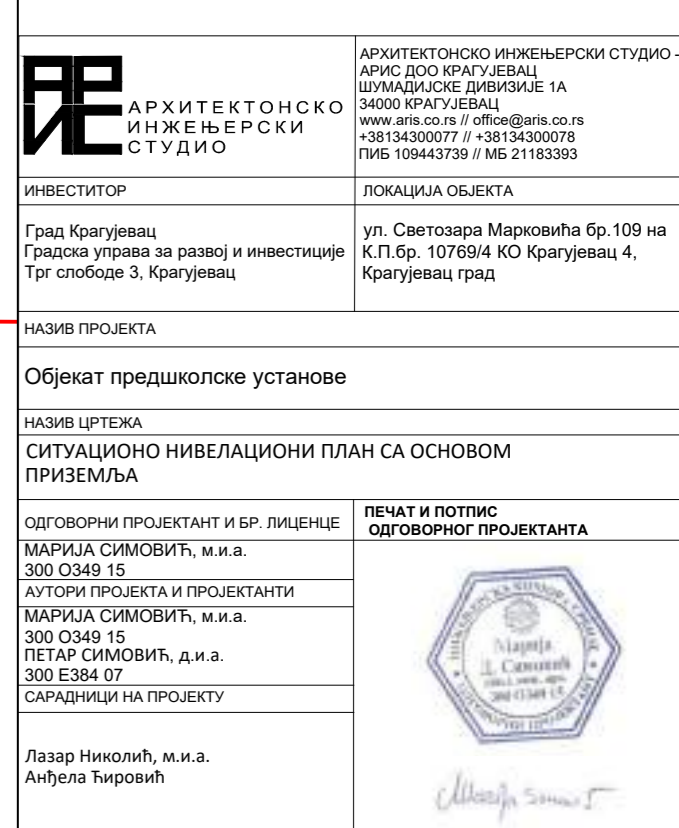 АРИС
АРХИТЕКТОНСКО
ИНЖЕЊЕРСКИ
СТУДИО
АРХИТЕКТОНСКО ИНЖЕЊЕРСКИ СТУДИО -
АРИС ДОО КРАГУЈЕВАЦ
ШУМАДИЈСКЕ ДИВИЗИЈЕ 1А
34000 КРАГУЈЕВАЦ
www.aris.co.rs // office@aris.co.rs
+38134300077 // +38134300078
ПИБ 109443739 // МБ 21183393
ИНВЕСТИТОР
ЛОКАЦИЈА ОБЈЕКТА
Град Крагујевац
Градска управа за развој и инвестиције
Трг слободе 3, Крагујевац
ул. Светозара Марковића бр.109 на
К.П.бр. 10769/4 КО Крагујевац 4,
Крагујевац град
НАЗИВ ПРОЈЕКТА
Објекат предшколске установе
НАЗИВ ЦРТЕЖА
СИТУАЦИОНО НИВЕЛАЦИОНИ ПЛАН СА ОСНОВОМ
ПРИЗЕМЉА
ОДГОВОРНИ ПРОЈЕКТАНТ И БР. ЛИЦЕНЦЕ
ПЕЧАТ И ПОТПИС
ОДГОВОРНОГ ПРОЈЕКТАНТА
МАРИЈА СИМОВИЋ, м.и.а.
300 О349 15
АУТОРИ ПРОЈЕКТА И ПРОЈЕКТАНТИ
МАРИЈА СИМОВИЋ, м.и.а.
300 О349 15
ПЕТАР СИМОВИЋ, д.и.а.
300 Е384 07
САРАДНИЦИ НА ПРОЈЕКТУ
Лазар Николић, м.и.а.
Анђела Ћировић
Марија
Д. Симовић
300 О349 15